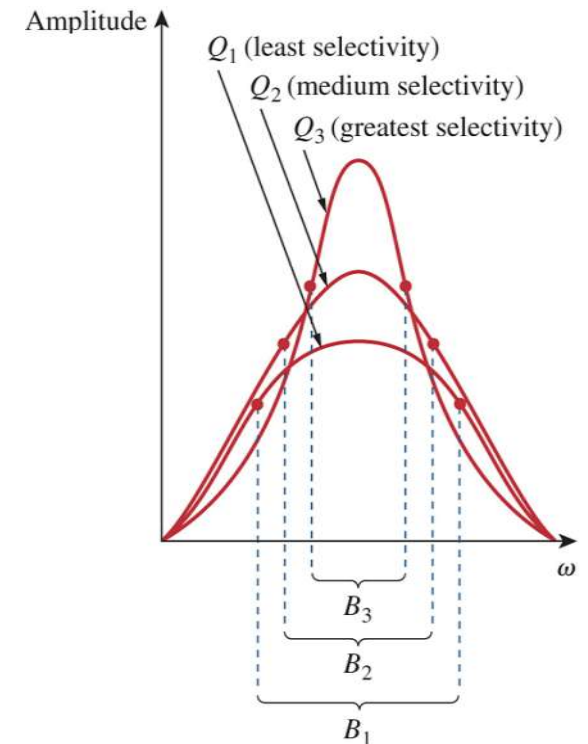 Amplitude
Q₁ (least selectivity)
Q₂ (medium selectivity)
Q₃ (greatest selectivity)
ω
B₃
B₂
B₁